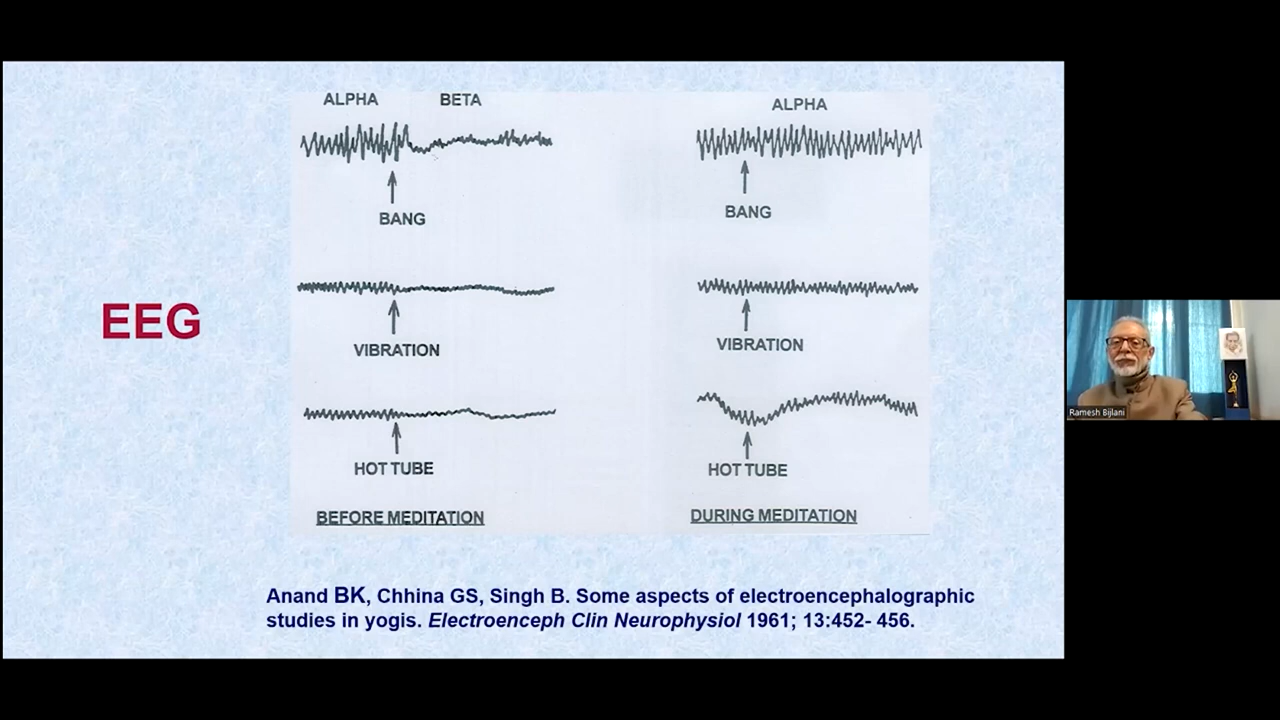 ALPHA BETA
ALPHA
BANG
BANG
VIBRATION
VIBRATION
EEG
HOT TUBE
HOT TUBE
BEFORE MEDITATION
DURING MEDITATION
Anand BK, Chhina GS, Singh B. Some aspects of electroencephalographic
studies in yogis. Electroenceph Clin Neurophysiol 1961; 13:452- 456.
Ramesh Bijlani